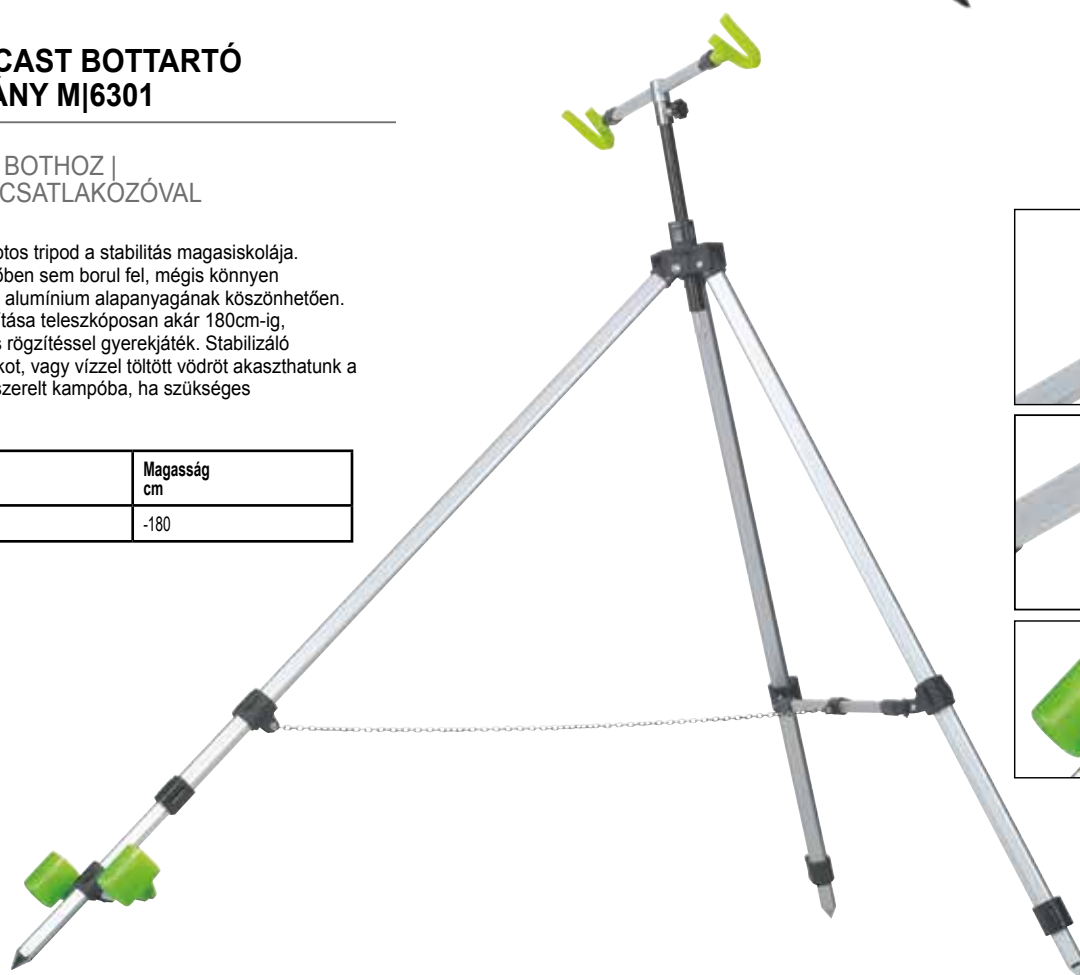 CAST BOTTARTÓ
ÁNY M|6301
BOTHOZ |
CSATLAKOZÓVAL
tos tripod a stabilitás magasiskolája.
ben sem borul fel, mégis könnyen
alumínium alapanyagának köszönhetően.
tása teleszkóposan akár 180cm-ig,
s rögzítéssel gyerekjáték. Stabilizáló
kot, vagy vízzel töltött vödröt akaszthatunk a
szerelt kampóba, ha szükséges
Magasság
cm
-180